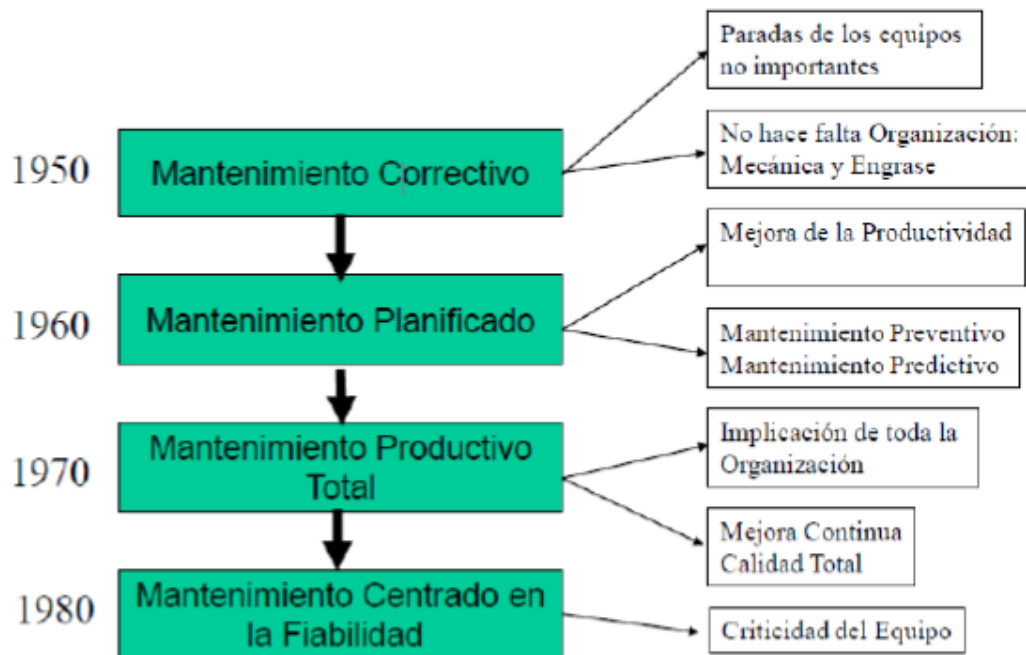 Paradas de los equipos
no importantes
1950
Mantenimiento Correctivo
No hace falta Organización:
Mecánica y Engrase
Mejora de la Productividad
1960
Mantenimiento Planificado
Mantenimiento Preventivo
Mantenimiento Predictivo
1970
Mantenimiento Productivo
Total
Implicación de toda la
Organización
Mejora Continua
Calidad Total
1980
Mantenimiento Centrado en
la Fiabilidad
Criticidad del Equipo